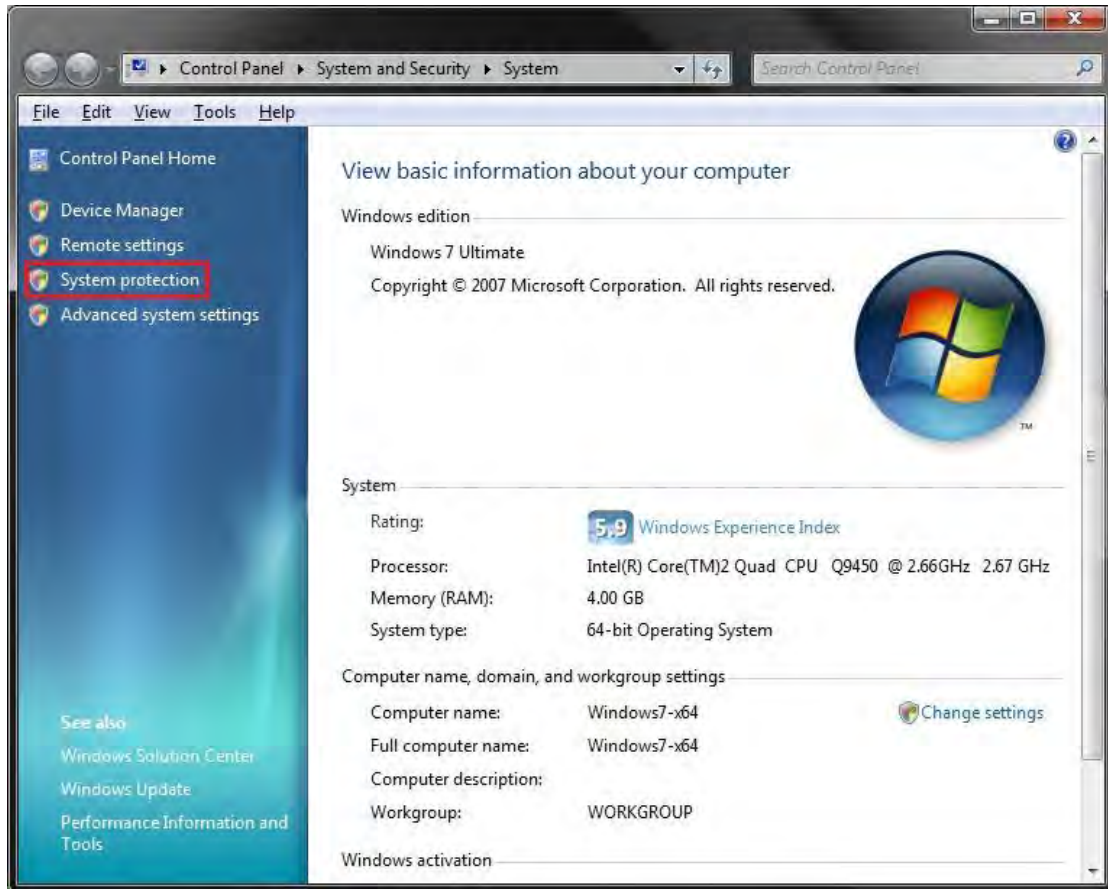 Control Panel ▸ System and Security ▸ System
Search Control Panel
File Edit View Tools Help
Control Panel Home
Device Manager
Remote settings
System protection
Advanced system settings
See also
Windows Solution Center
Windows Update
Performance Information and
Tools
View basic information about your computer
Windows edition
Windows 7 Ultimate
Copyright © 2007 Microsoft Corporation. All rights reserved.
TM
System
Rating: 5.9 Windows Experience Index
Processor: Intel(R) Core(TM)2 Quad CPU Q9450 @ 2.66GHz 2.67 GHz
Memory (RAM): 4.00 GB
System type: 64-bit Operating System
Computer name, domain, and workgroup settings
Computer name: Windows7-x64 Change settings
Full computer name: Windows7-x64
Computer description:
Workgroup: WORKGROUP
Windows activation